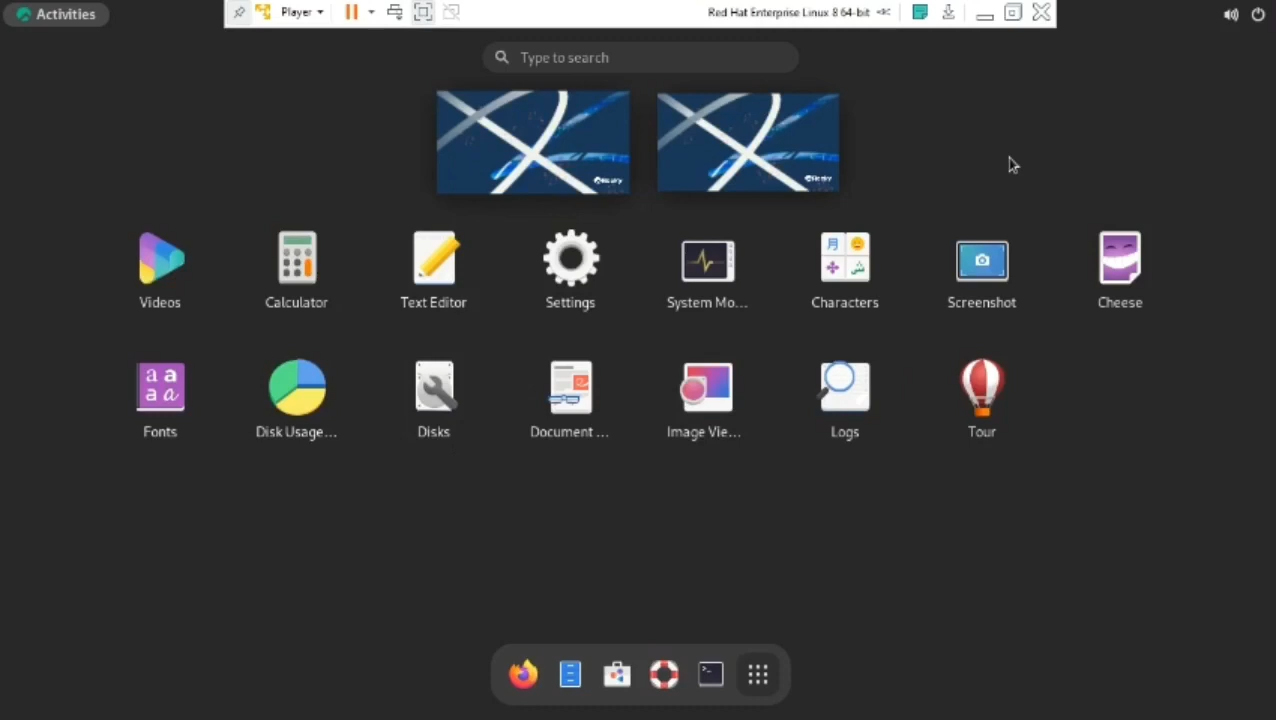 Activities
Player
Red Hat Enterprise Linux 8 64-bit
Type to search
Videos
Calculator
Text Editor
Settings
System Mo...
Characters
Screenshot
Cheese
Fonts
Disk Usage...
Disks
Document ...
Image Vie...
Logs
Tour